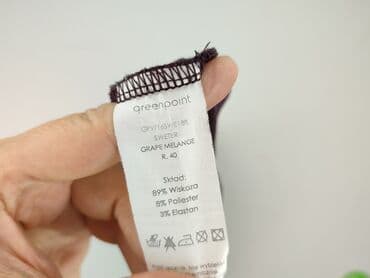 greenpoint
SWETER
GRAPE MELANGE
R. 40
Skład:
89% Wiskoza
8% Poliester
3% Elastan